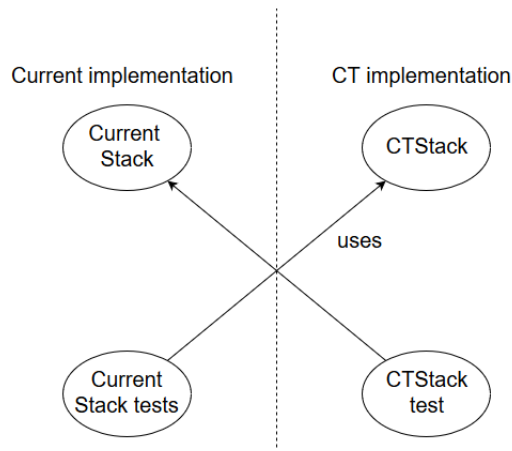 Current implementation
CT implementation
Current
Stack
CTStack
uses
Current
Stack tests
CTStack
test